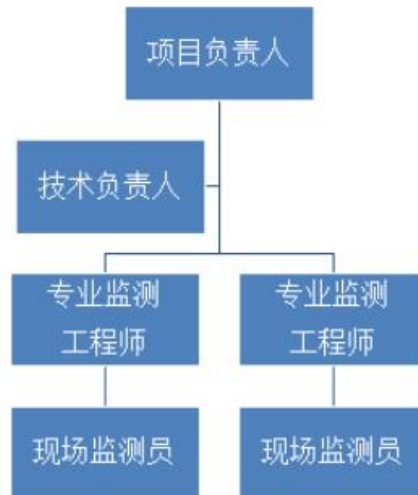 项目负责人
技术负责人
专业监测
工程师
专业监测
工程师
现场监测员
现场监测员